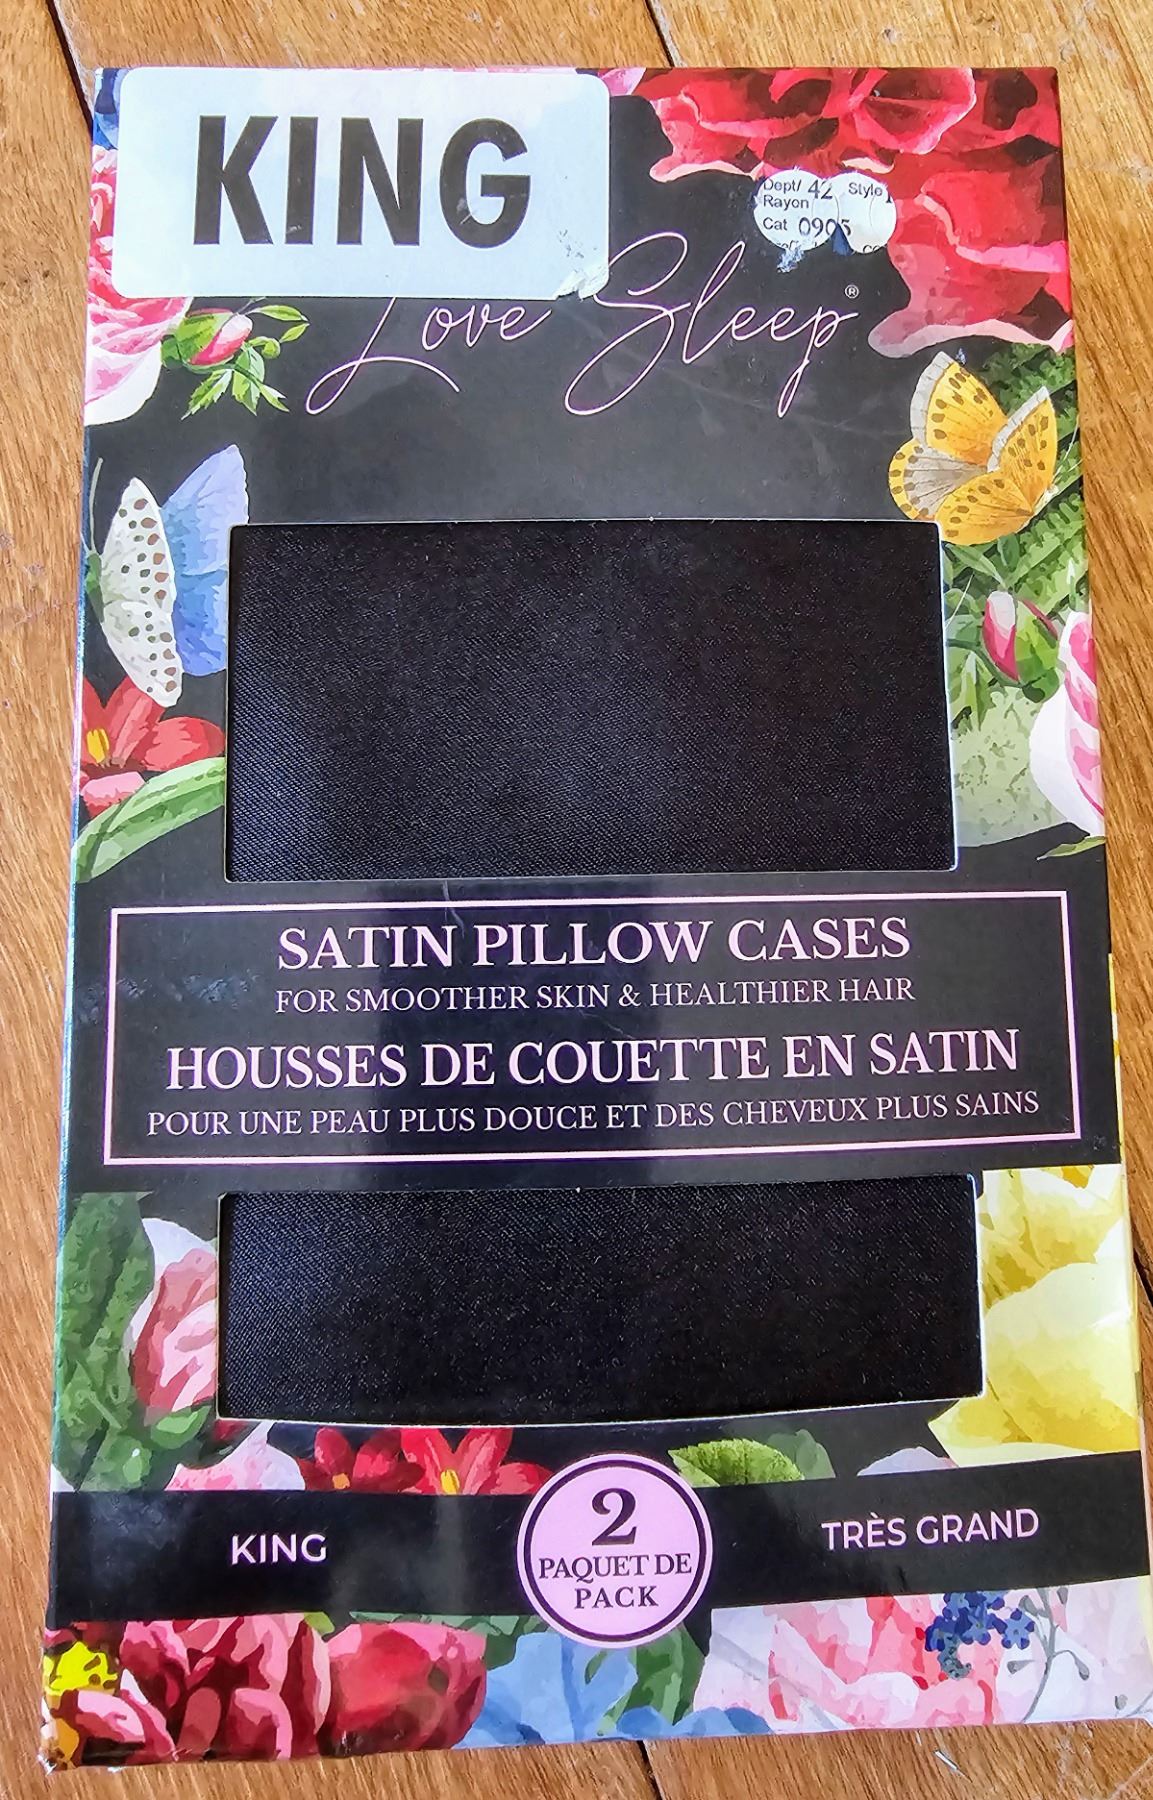 KING
Dept/ 42 Style
Rayon
Cat 0905
Love Sleep®
SATIN PILLOW CASES
FOR SMOOTHER SKIN & HEALTHIER HAIR
HOUSSES DE COUETTE EN SATIN
POUR UNE PEAU PLUS DOUCE ET DES CHEVEUX PLUS SAINS
KING
2
PAQUET DE
PACK
TRÈS GRAND